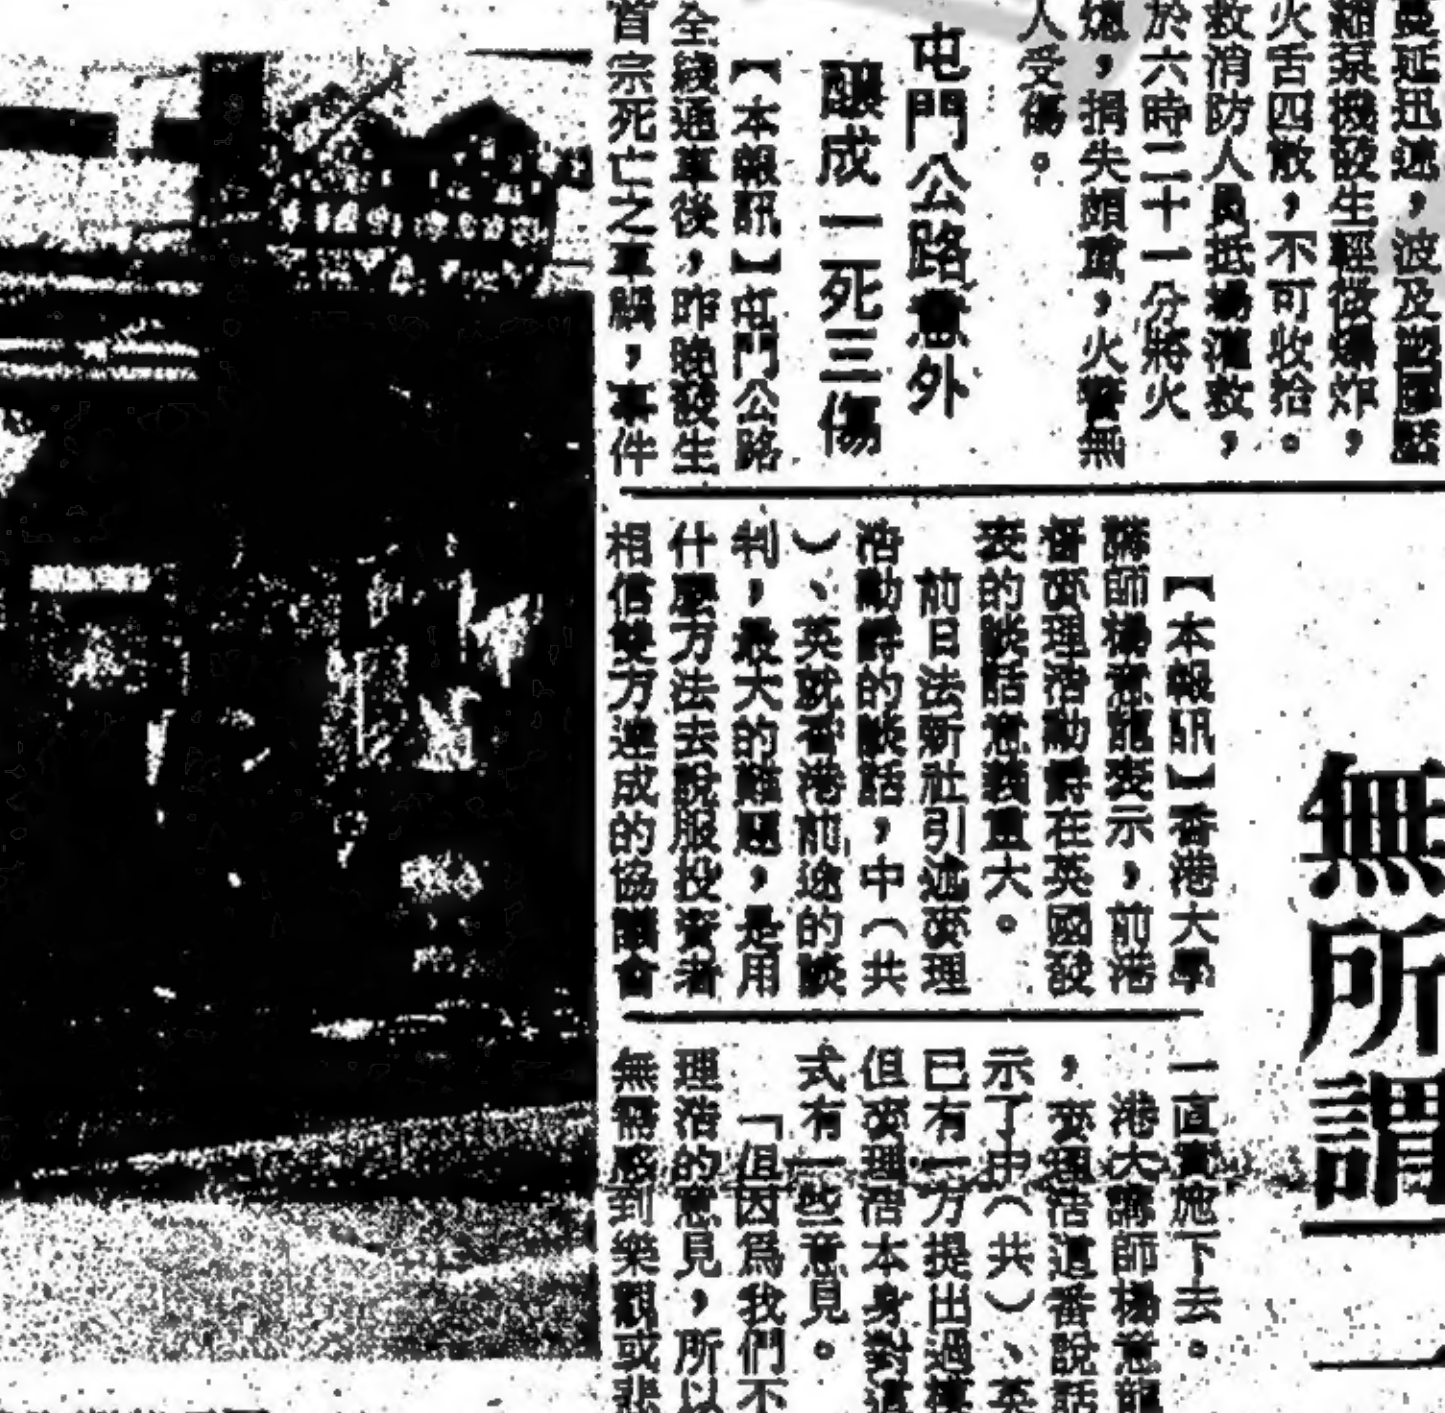 蔓延迅速，波及
機發生輕微爆炸，
火舌四散，不可收拾。
救消防人員抵場灌救，
於六時二十一分將火
熄，損失頗重，火警無
人受傷。
屯門公路意外
釀成一死三傷
【本報訊】屯門公路
全線通車後，昨晚發生
首宗死亡之車禍，事件
無所謂
【本報訊】香港大學
講師楊意龍表示，前港
督麥理浩勳爵在英國發
表的談話意義重大。
前日法新社引述麥理
浩勳爵的談話，中（共
）、英就香港前途的談
判，最大的難題，是用
什麼方法去說服投資者
相信雙方達成的協議會
一直實施下去。
港大講師楊意龍
，麥理浩這番說話
示了中（共）、英
已有一方提出過模
但麥理浩本身對這
式有一些意見。
「但因為我們不
理浩的意見，所以
無需感到樂觀或悲